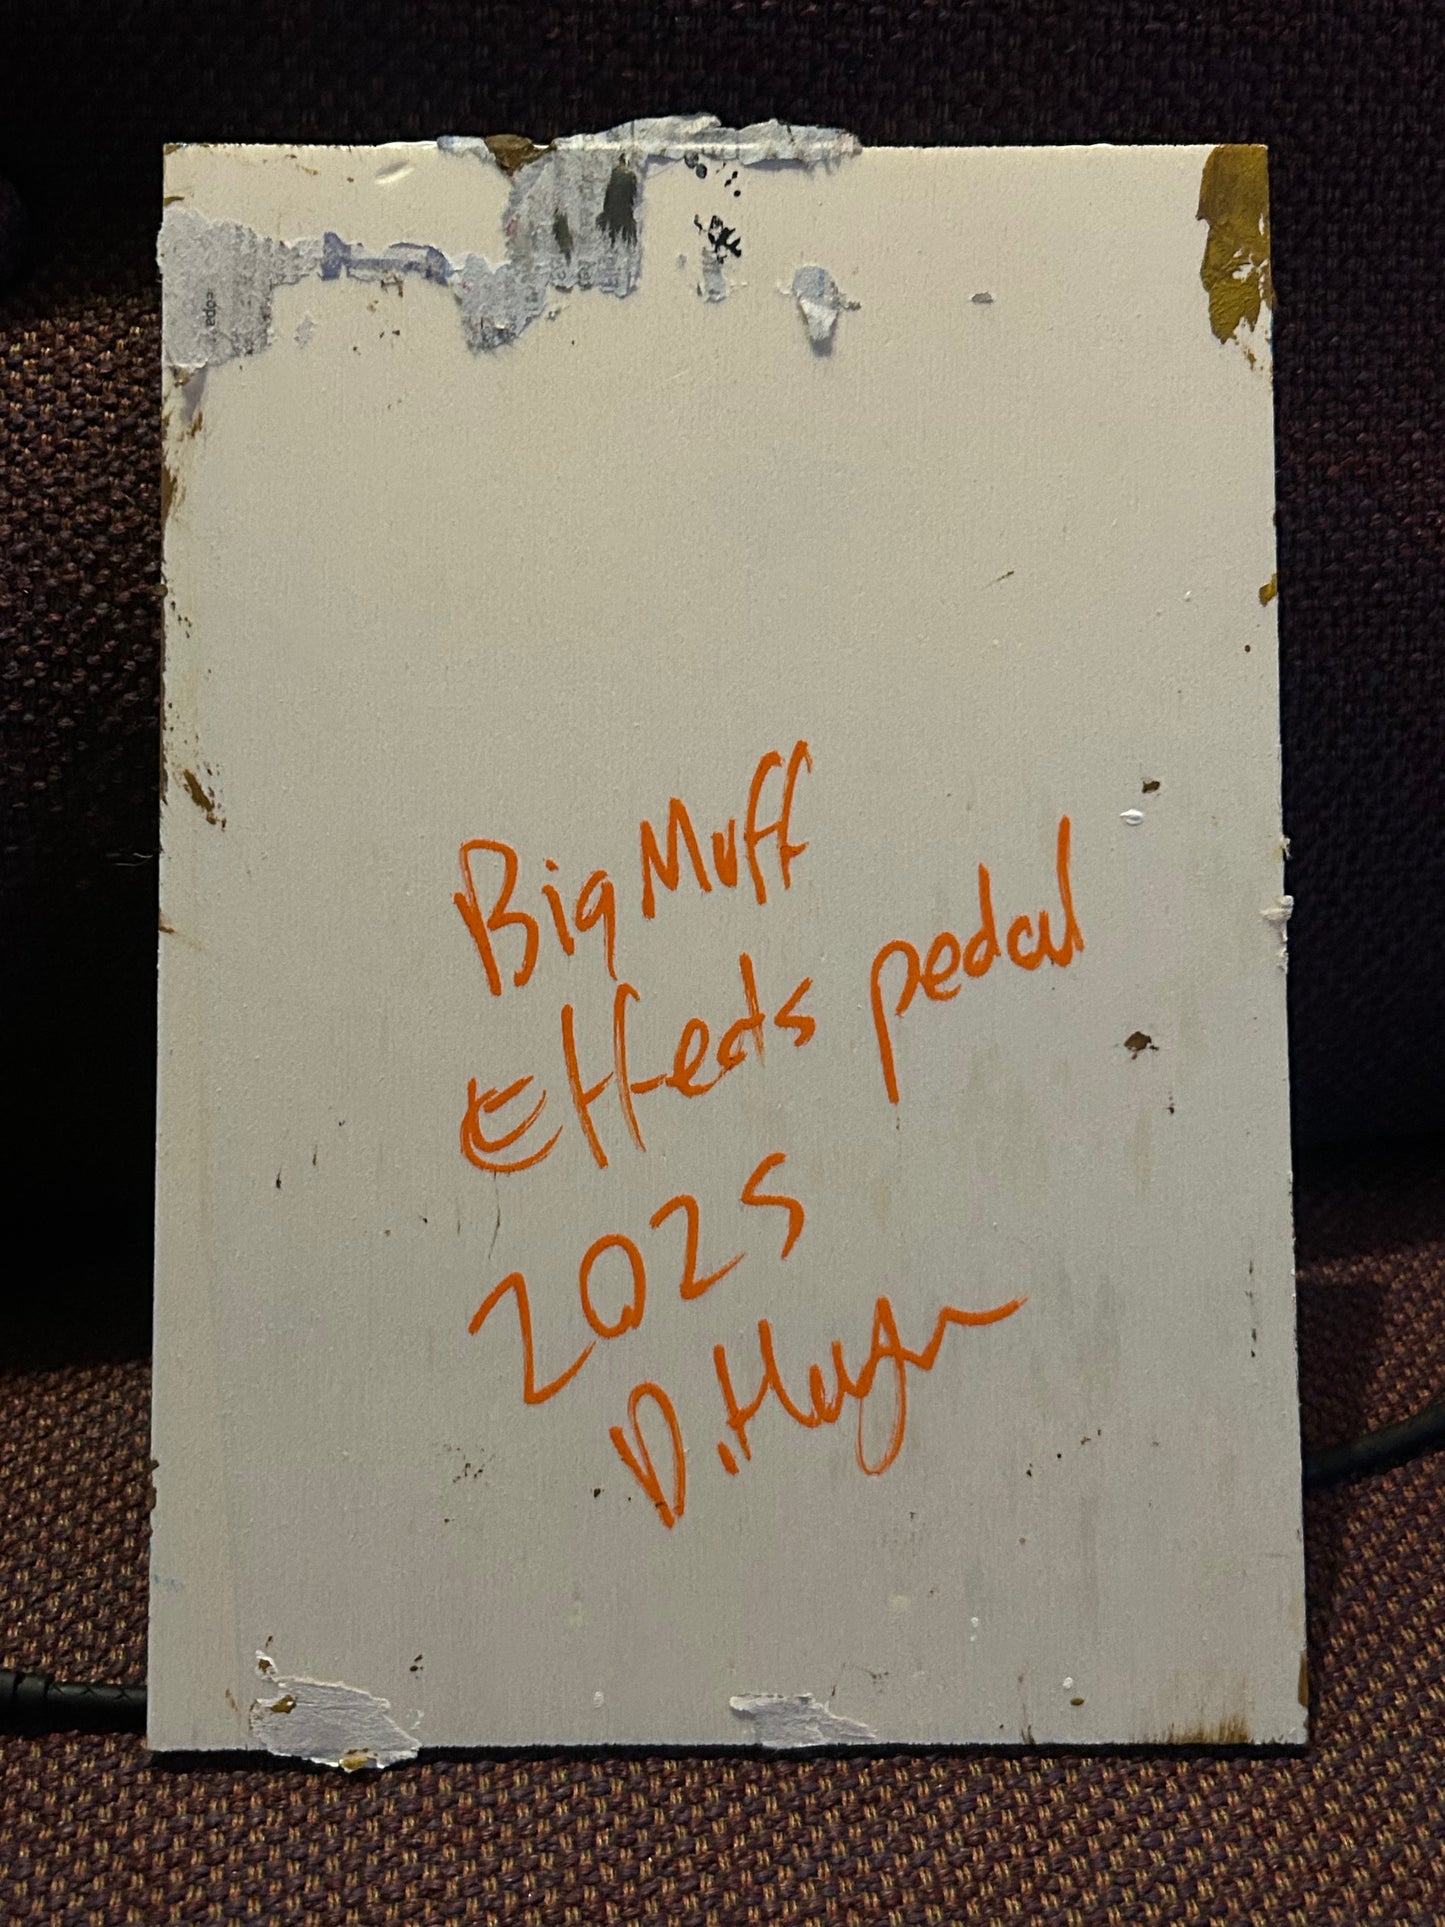 Big Muff
Effects pedal
2025
D.